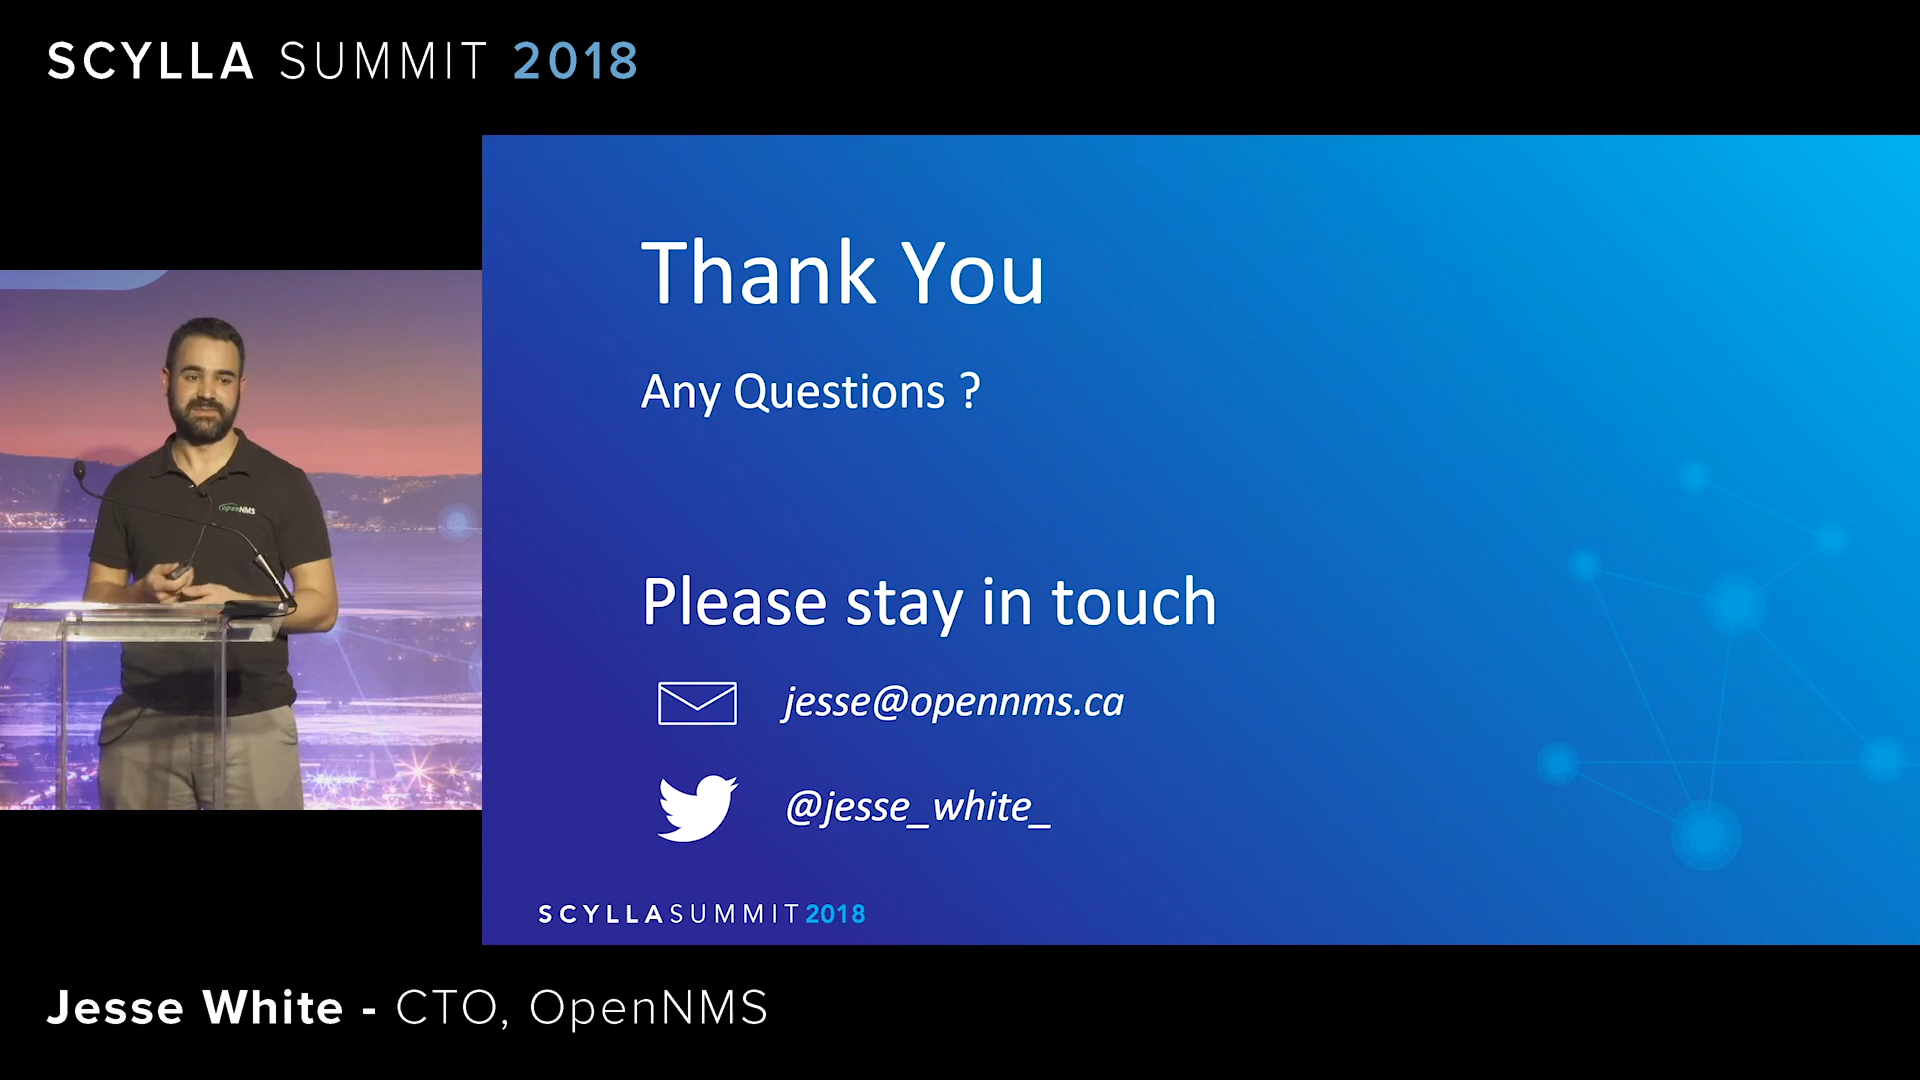 SCYLLA SUMMIT 2018
Thank You
Any Questions ?
openNMS
Please stay in touch
jesse@opennms.ca
@jesse_white_
SCYLLASUMMIT2018
Jesse White - CTO, OpenNMS